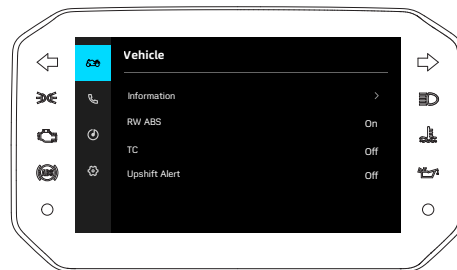 Vehicle
Information >
RW ABS On
TC Off
Upshift Alert Off